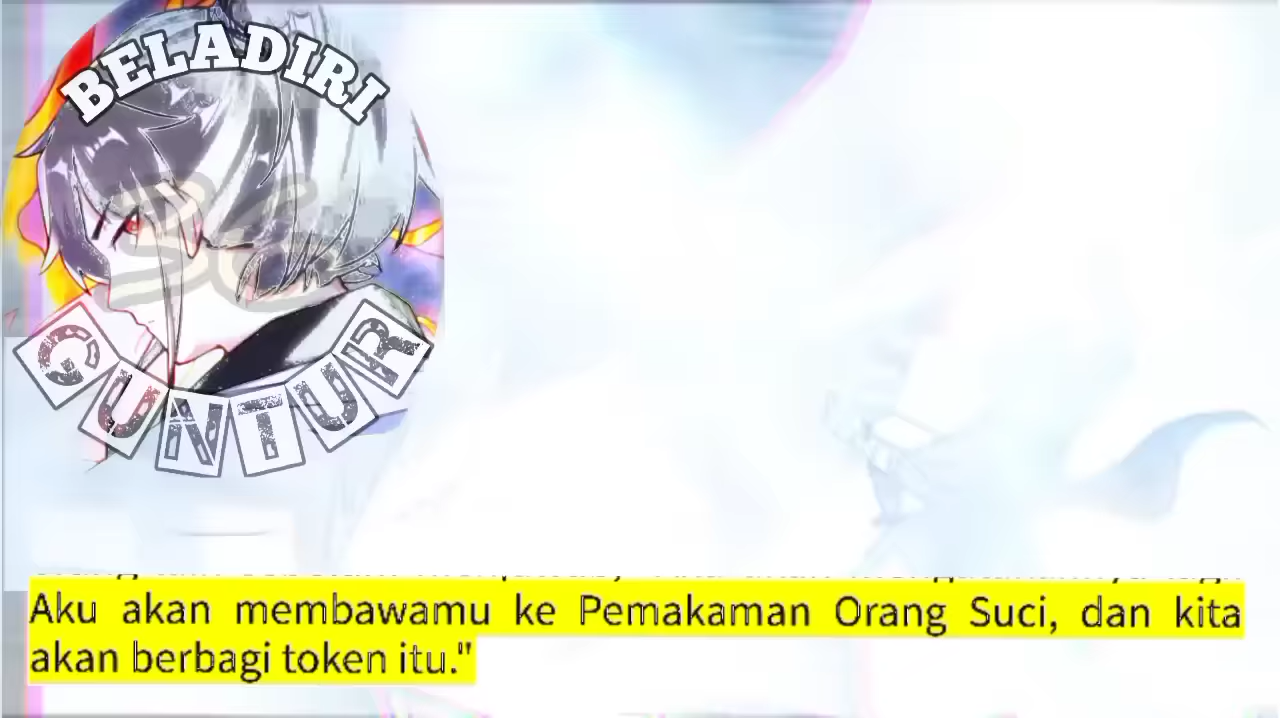 BELADIRI
GUNTUR
Aku akan membawamu ke Pemakaman Orang Suci, dan kita
akan berbagi token itu."